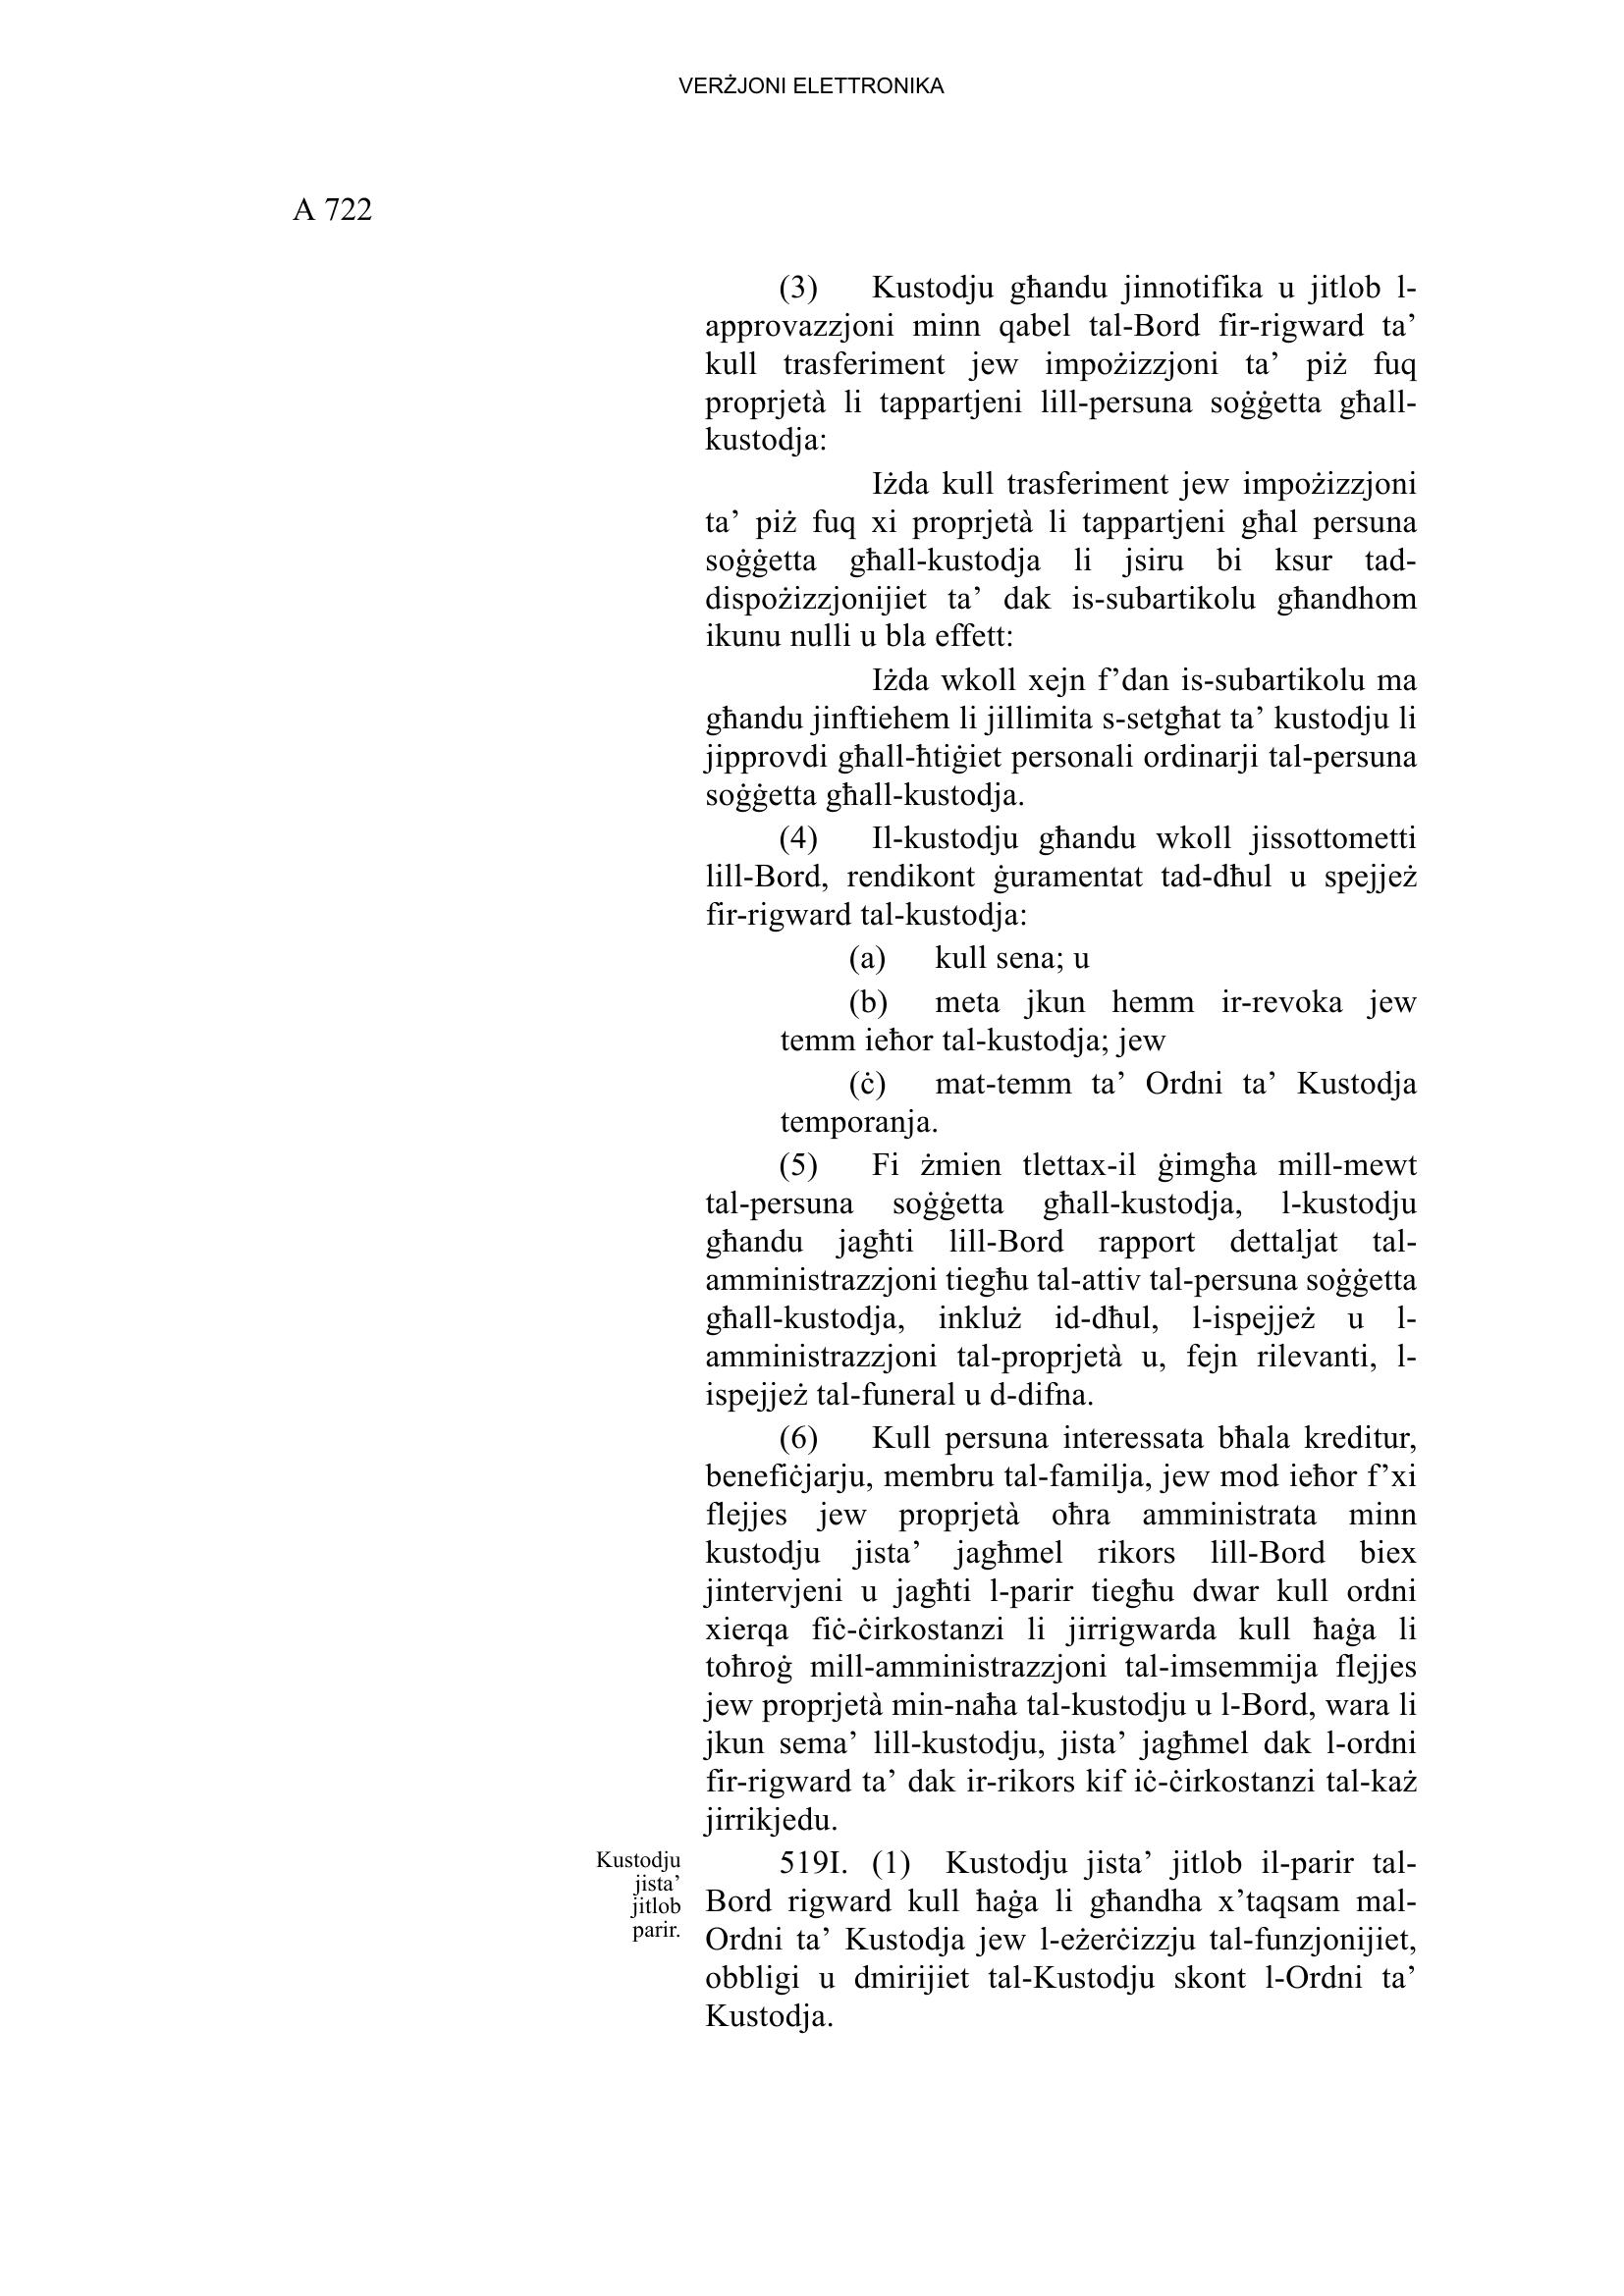 VERŻJONI ELETTRONIKA
A 722
(3) Kustodju għandu jinnotifika u jitlob l-
approvazzjoni minn qabel tal-Bord fir-rigward ta’
kull trasferiment jew impożizzjoni ta’ piż fuq
proprjetà li tappartjeni lill-persuna soġġetta għall-
kustodja:
Iżda kull trasferiment jew impożizzjoni
ta’ piż fuq xi proprjetà li tappartjeni għal persuna
soġġetta għall-kustodja li jsiru bi ksur tad-
dispożizzjonijiet ta’ dak is-subartikolu għandhom
ikunu nulli u bla effett:
Iżda wkoll xejn f’dan is-subartikolu ma
għandu jinftiehem li jillimita s-setgħat ta’ kustodju li
jipprovdi għall-ħtiġiet personali ordinarji tal-persuna
soġġetta għall-kustodja.
(4) Il-kustodju għandu wkoll jissottometti
lill-Bord, rendikont ġuramentat tad-dħul u spejjeż
fir-rigward tal-kustodja:
(a) kull sena; u
(b) meta jkun hemm ir-revoka jew
temm ieħor tal-kustodja; jew
(ċ) mat-temm ta’ Ordni ta’ Kustodja
temporanja.
(5) Fi żmien tlettax-il ġimgħa mill-mewt
tal-persuna soġġetta għall-kustodja, l-kustodju
għandu jagħti lill-Bord rapport dettaljat tal-
amministrazzjoni tiegħu tal-attiv tal-persuna soġġetta
għall-kustodja, inkluż id-dħul, l-ispejjeż u l-
amministrazzjoni tal-proprjetà u, fejn rilevanti, l-
ispejjeż tal-funeral u d-difna.
(6) Kull persuna interessata bħala kreditur,
benefiċjarju, membru tal-familja, jew mod ieħor f’xi
flejjes jew proprjetà oħra amministrata minn
kustodju jista’ jagħmel rikors lill-Bord biex
jintervjeni u jagħti l-parir tiegħu dwar kull ordni
xierqa fiċ-ċirkostanzi li jirrigwarda kull ħaġa li
toħroġ mill-amministrazzjoni tal-imsemmija flejjes
jew proprjetà min-naħa tal-kustodju u l-Bord, wara li
jkun sema’ lill-kustodju, jista’ jagħmel dak l-ordni
fir-rigward ta’ dak ir-rikors kif iċ-ċirkostanzi tal-każ
jirrikjedu.
Kustodju
jista’
jitlob
parir.
519I. (1) Kustodju jista’ jitlob il-parir tal-
Bord rigward kull ħaġa li għandha x’taqsam mal-
Ordni ta’ Kustodja jew l-eżerċizzju tal-funzjonijiet,
obbligi u dmirijiet tal-Kustodju skont l-Ordni ta’
Kustodja.